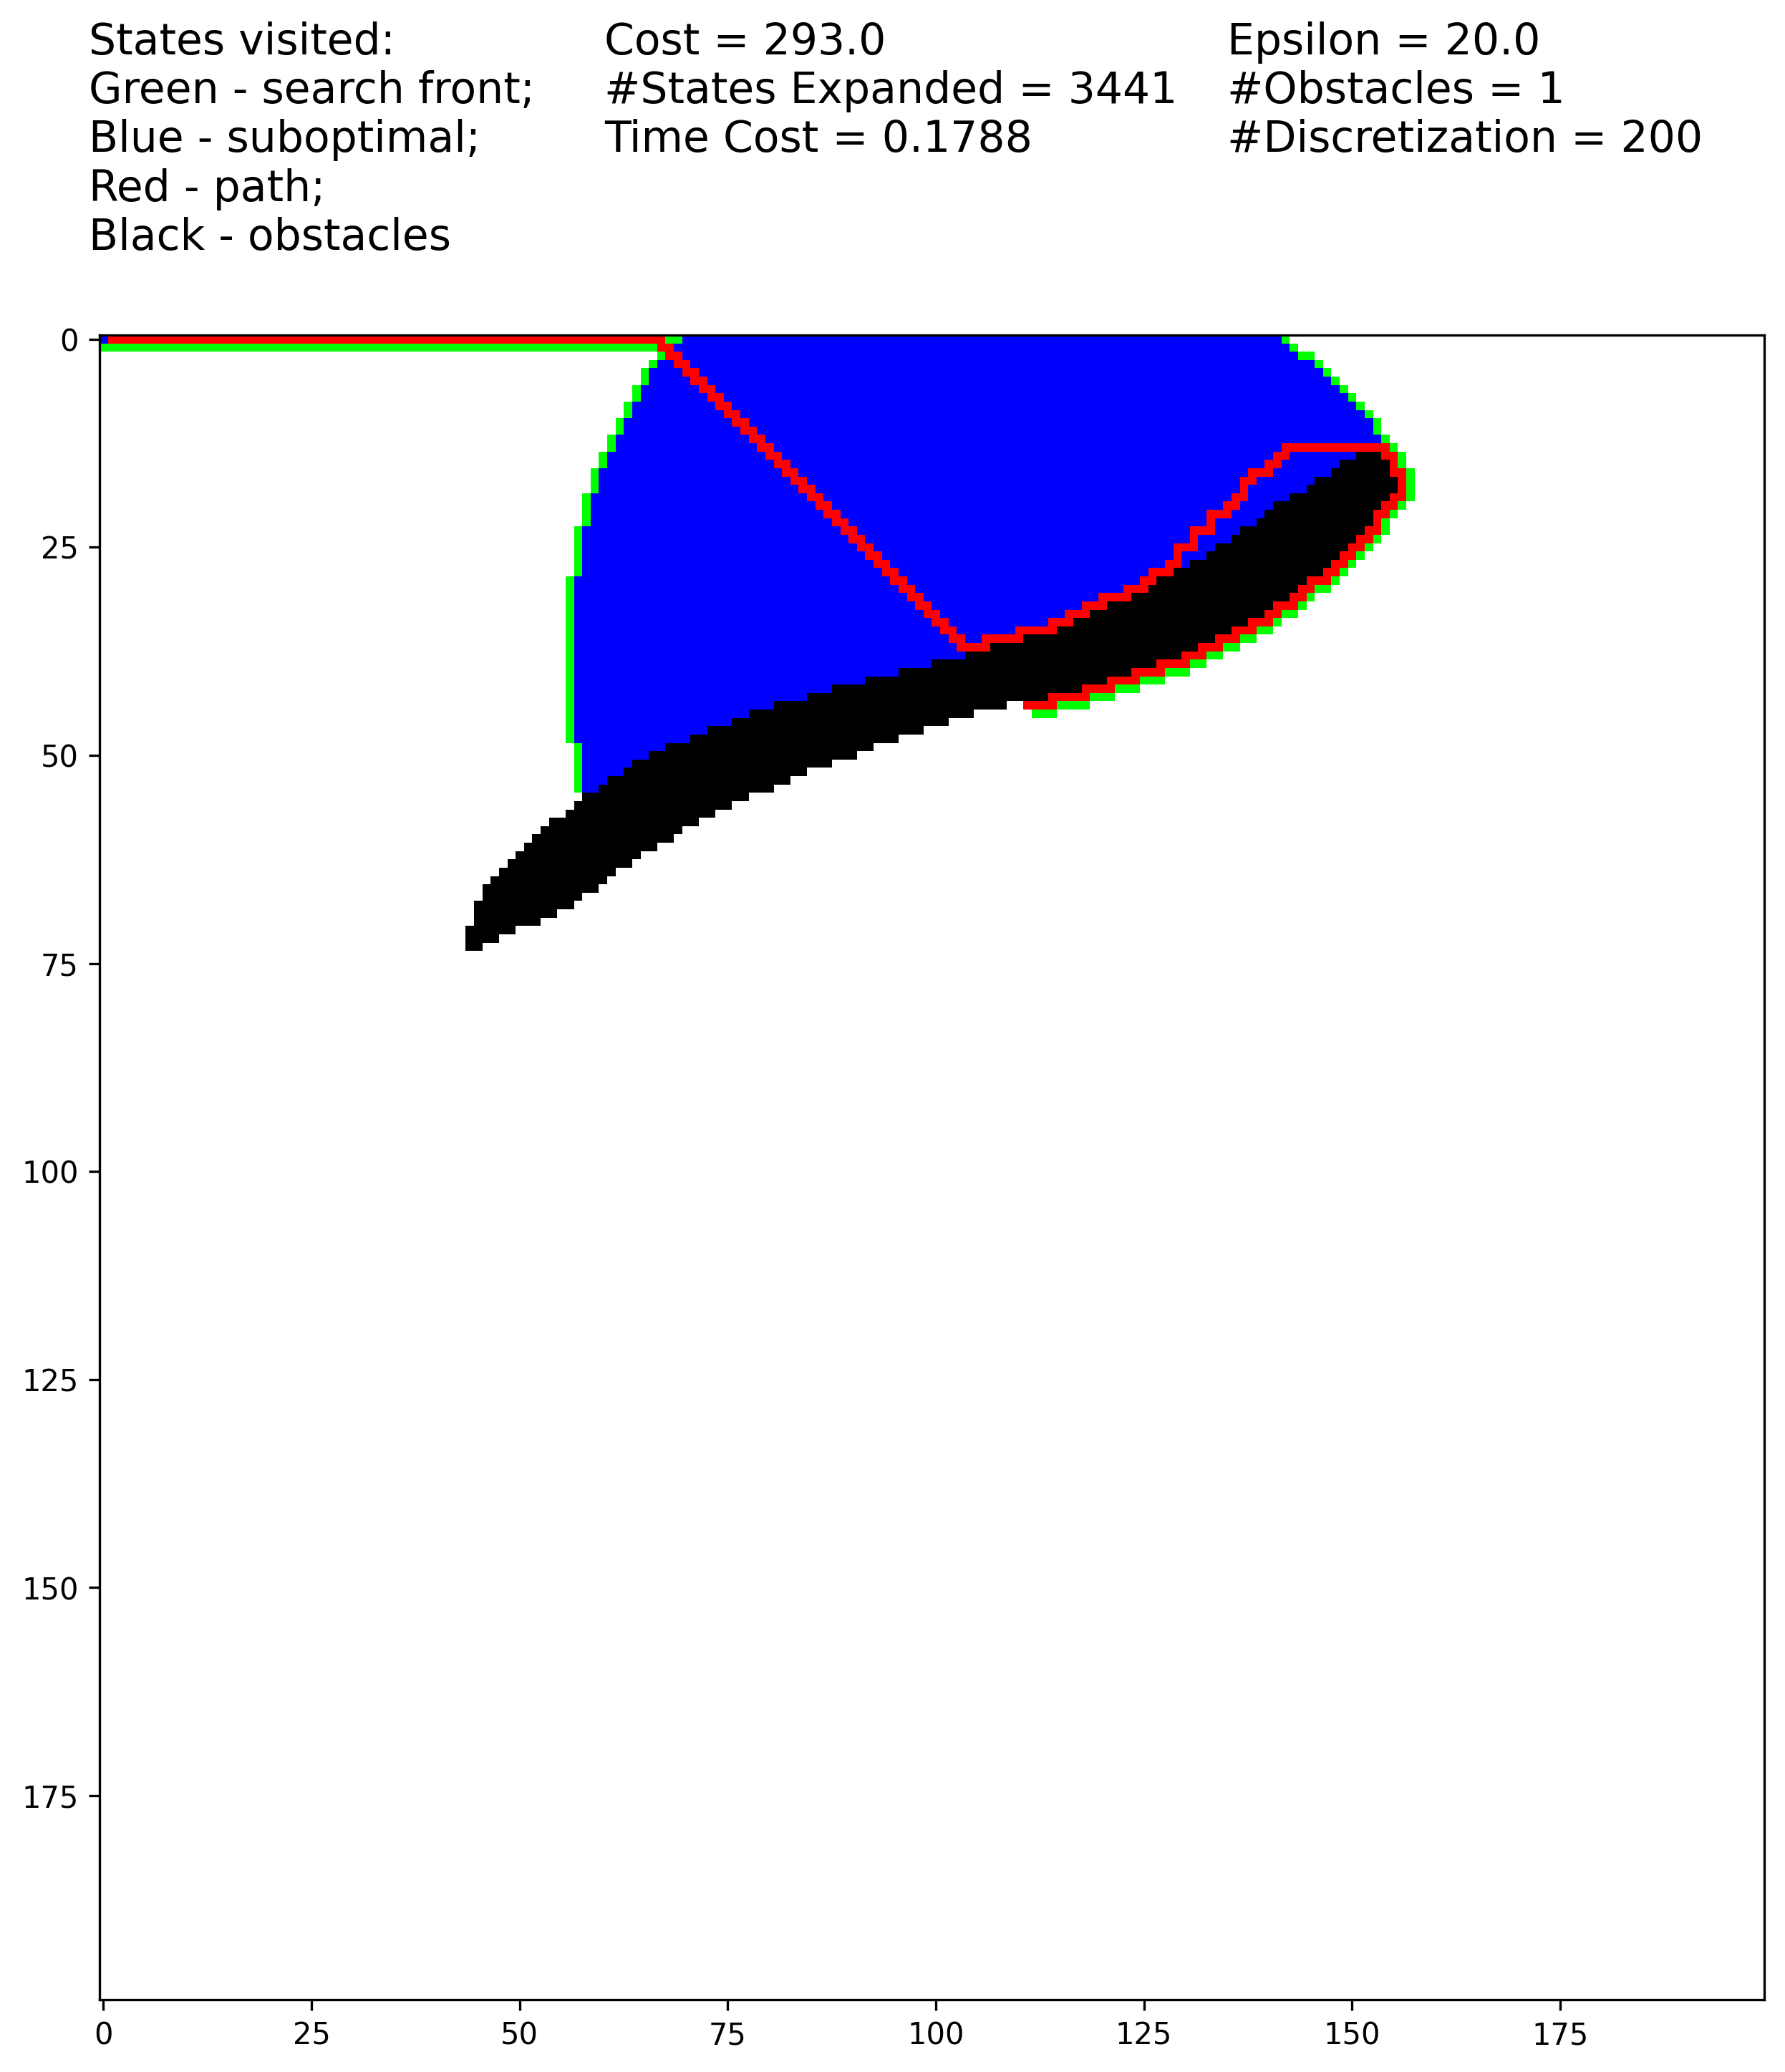 States visited:
Green - search front;
Blue - suboptimal;
Red - path;
Black - obstacles
Cost = 293.0
#States Expanded = 3441
Time Cost = 0.1788
Epsilon = 20.0
#Obstacles = 1
#Discretization = 200
0
25
50
75
100
125
150
175
0 25 50 75 100 125 150 175